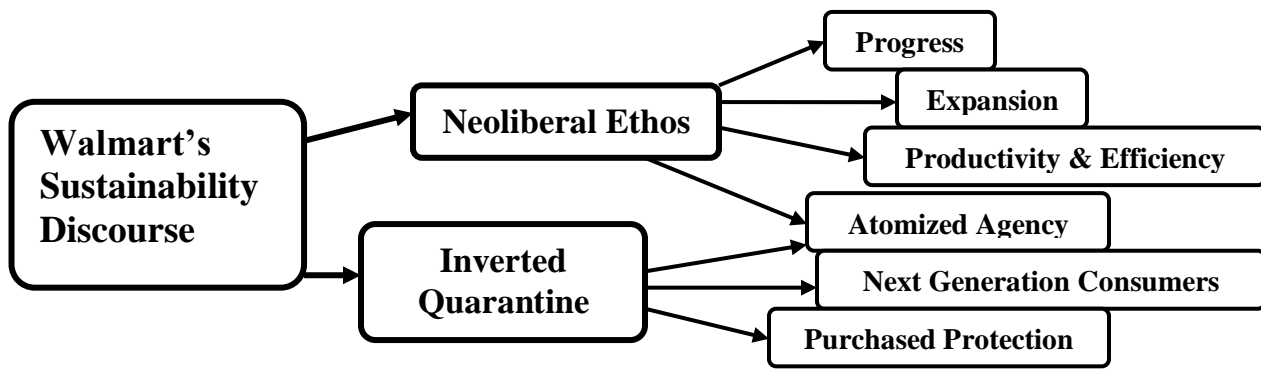 Walmart’s
Sustainability
Discourse
Neoliberal Ethos
Inverted
Quarantine
Progress
Expansion
Productivity & Efficiency
Atomized Agency
Next Generation Consumers
Purchased Protection